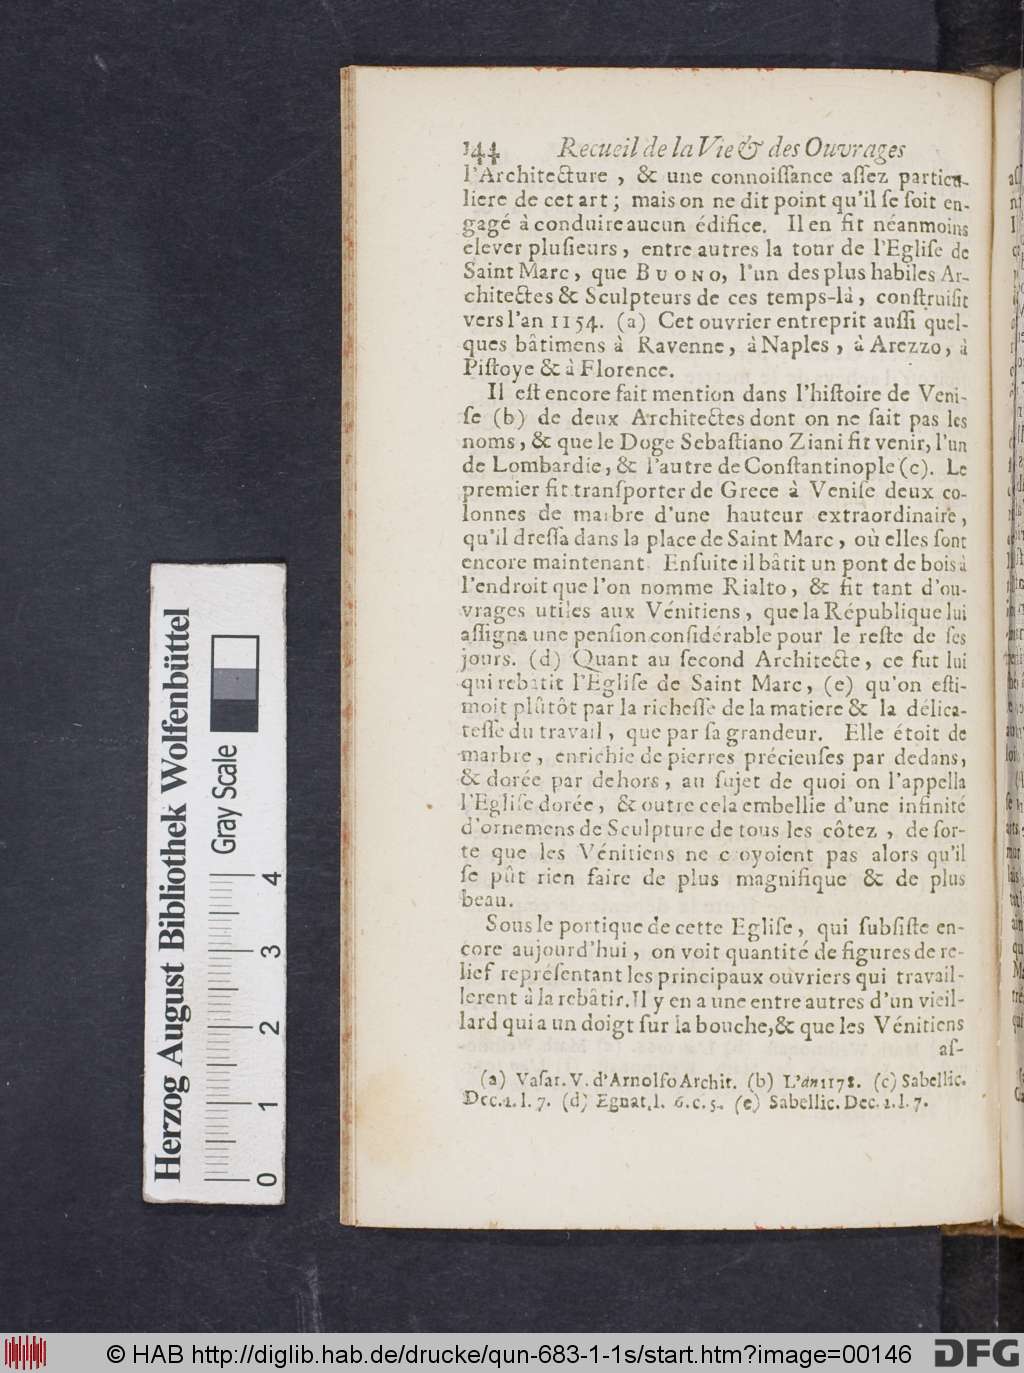 144 Recueil de la Vie & des Ouvrages
l'Architecture , & une connoiſſance aſſez particu-
liere de cet art ; mais on ne dit point qu'il ſe ſoit en-
gagé à conduire aucun édifice. Il en fit néanmoins
élever pluſieurs, entre autres la tour de l'Egliſe de
Saint Marc, que BUONO, l'un des plus habiles Ar-
chitectes & Sculpteurs de ces temps-là, conſtruiſit
vers l'an 1154. (a) Cet ouvrier entreprit auſſi quel-
ques bâtimens à Ravenne, à Naples , à Arezzo, à
Piſtoye & à Florence.
Il eſt encore fait mention dans l'hiſtoire de Veni-
ſe (b) de deux Architectes dont on ne ſait pas les
noms, & que le Doge Sebaſtiano Ziani fit venir, l'un
de Lombardie, & l'autre de Conſtantinople (c). Le
premier fit tranſporter de Grece à Veniſe deux co-
lonnes de marbre d'une hauteur extraordinaire,
qu'il dreſſa dans la place de Saint Marc, où elles ſont
encore maintenant. Enſuite il bâtit un pont de bois à
l'endroit que l'on nomme Rialto, & fit tant d'ou-
vrages utiles aux Vénitiens, que la République lui
aſſigna une penſion conſidérable pour le reſte de ſes
jours. (d) Quant au ſecond Architecte, ce fut lui
qui rebâtit l'Egliſe de Saint Marc, (e) qu'on eſti-
moit plûtôt par la richeſſe de la matiere & la délica-
teſſe du travail, que par ſa grandeur. Elle étoit de
marbre, enrichie de pierres précieuſes par dedans,
& dorée par dehors, au ſujet de quoi on l'appella
l'Egliſe dorée, & outre cela embellie d'une infinité
d'ornemens de Sculpture de tous les côtez , de ſor-
te que les Vénitiens ne c oyoient pas alors qu'il
ſe pût rien faire de plus magnifique & de plus
beau.
Sous le portique de cette Egliſe, qui ſubſiſte en-
core aujourd'hui, on voit quantité de figures de re-
lief repréſentant les principaux ouvriers qui travail-
lerent à la rebâtir. Il y en a une entre autres d'un vieil-
lard qui a un doigt ſur la bouche, & que les Vénitiens
aſ-
(a) Vaſar. V. d'Arnolfo Archit. (b) L'an 1178. (c) Sabellic.
Dec. 1. l. 7. (d) Egnat. l. 6. c. 5. (e) Sabellic. Dec. 1. l. 7.
Herzog August Bibliothek Wolfenbüttel
Gray Scale
0 1 2 3 4
© HAB http://diglib.hab.de/drucke/qun-683-1-1s/start.htm?image=00146
DFG